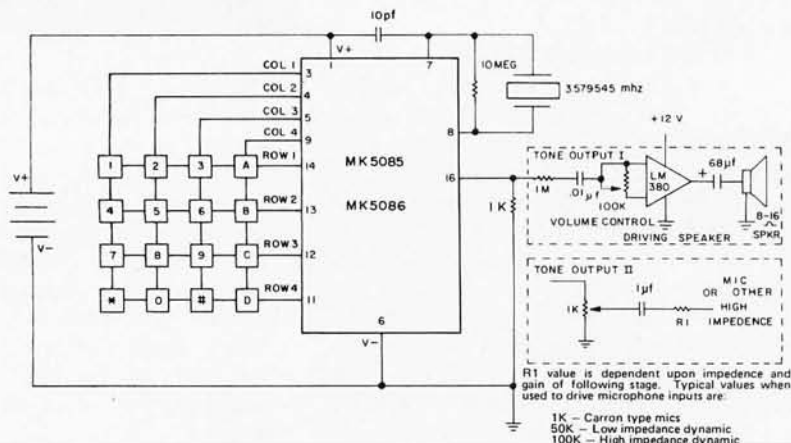 10pf
V+
1
7
COL 1
3
COL 2
4
COL 3
5
COL 4
9
10MEG
3579545 mhz
8
V+
V-
1 2 3 A ROW 1 14
4 5 6 B ROW 2 13
7 8 9 C ROW 3 12
* 0 # D ROW 4 11
MK5085
MK5086
16
6
V-
1K
+12 V
TONE OUTPUT I
1M
.01µf
100K
LM
380
+ 68µf
8-16
SPKR
VOLUME CONTROL
DRIVING SPEAKER
TONE OUTPUT II
1K
1µf
R1
MIC
OR OTHER
HIGH
IMPEDENCE
R1 value is dependent upon impedence and
gain of following stage. Typical values when
used to drive microphone inputs are:
1K – Carron type mics
50K – Low impedance dynamic
100K – High impedance dynamic